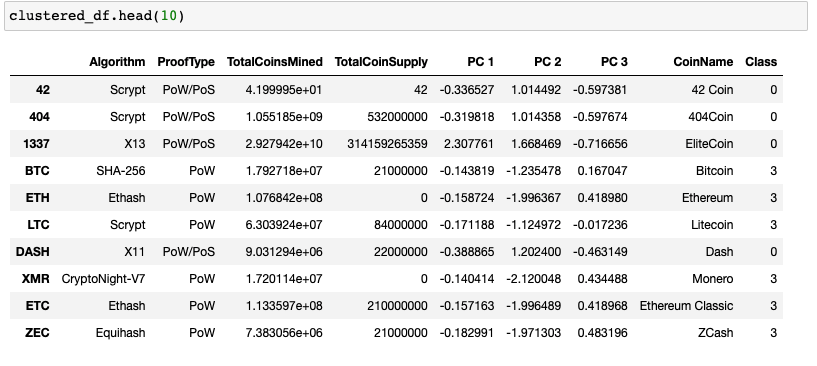 clustered_df.head(10)
Algorithm ProofType TotalCoinsMined TotalCoinSupply PC 1 PC 2 PC 3 CoinName Class
42 Scrypt PoW/PoS 4.199995e+01 42 -0.336527 1.014492 -0.597381 42 Coin 0
404 Scrypt PoW/PoS 1.055185e+09 532000000 -0.319818 1.014358 -0.597674 404Coin 0
1337 X13 PoW/PoS 2.927942e+10 314159265359 2.307761 1.668469 -0.716656 EliteCoin 0
BTC SHA-256 PoW 1.792718e+07 21000000 -0.143819 -1.235478 0.167047 Bitcoin 3
ETH Ethash PoW 1.076842e+08 0 -0.158724 -1.996367 0.418980 Ethereum 3
LTC Scrypt PoW 6.303924e+07 84000000 -0.171188 -1.124972 -0.017236 Litecoin 3
DASH X11 PoW/PoS 9.031294e+06 22000000 -0.388865 1.202400 -0.463149 Dash 0
XMR CryptoNight-V7 PoW 1.720114e+07 0 -0.140414 -2.120048 0.434488 Monero 3
ETC Ethash PoW 1.133597e+08 210000000 -0.157163 -1.996489 0.418968 Ethereum Classic 3
ZEC Equihash PoW 7.383056e+06 21000000 -0.182991 -1.971303 0.483196 ZCash 3